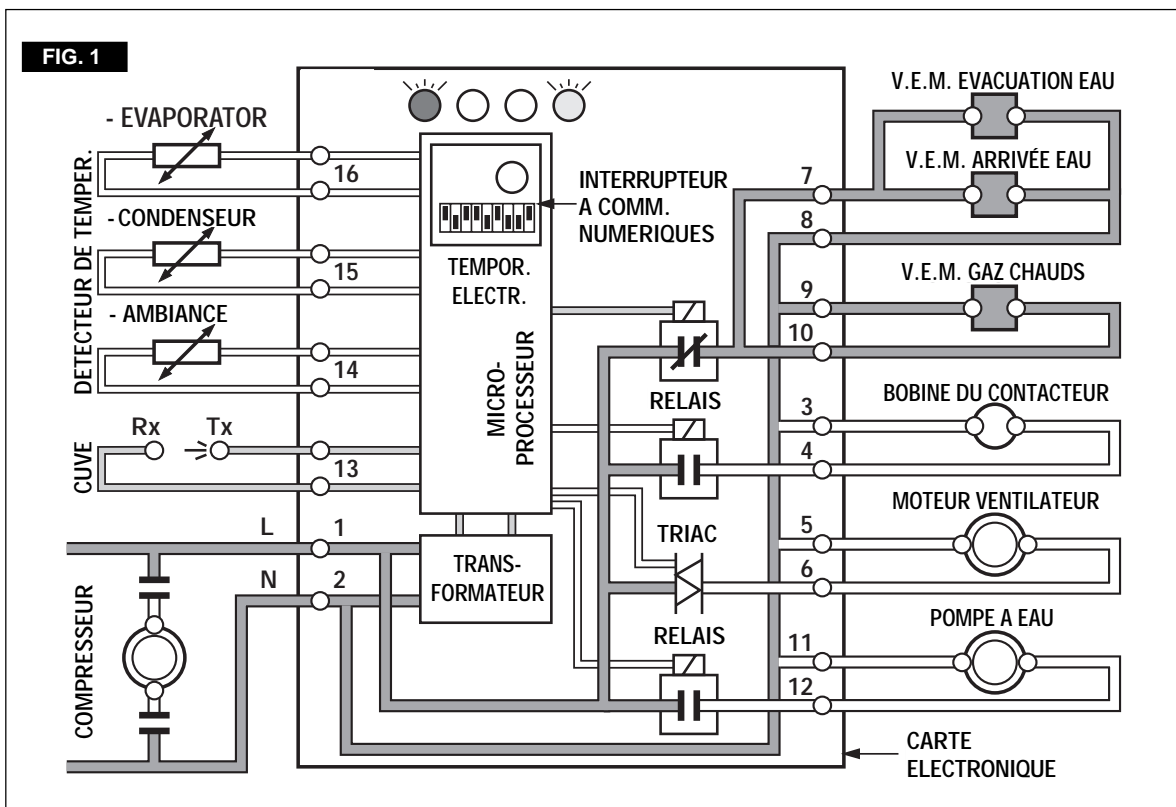 FIG. 1
- EVAPORATOR
16
- CONDENSEUR
15
- AMBIANCE
14
DETECTEUR DE TEMPER.
Rx
Tx
13
CUVE
L
1
N
2
COMPRESSEUR
INTERRUPTEUR
A COMM.
NUMERIQUES
TEMPOR.
ELECTR.
MICRO-
PROCESSEUR
TRANS-
FORMATEUR
RELAIS
TRIAC
RELAIS
V.E.M. EVACUATION EAU
V.E.M. ARRIVÉE EAU
7
8
V.E.M. GAZ CHAUDS
9
10
BOBINE DU CONTACTEUR
3
4
MOTEUR VENTILATEUR
5
6
POMPE A EAU
11
12
CARTE
ELECTRONIQUE